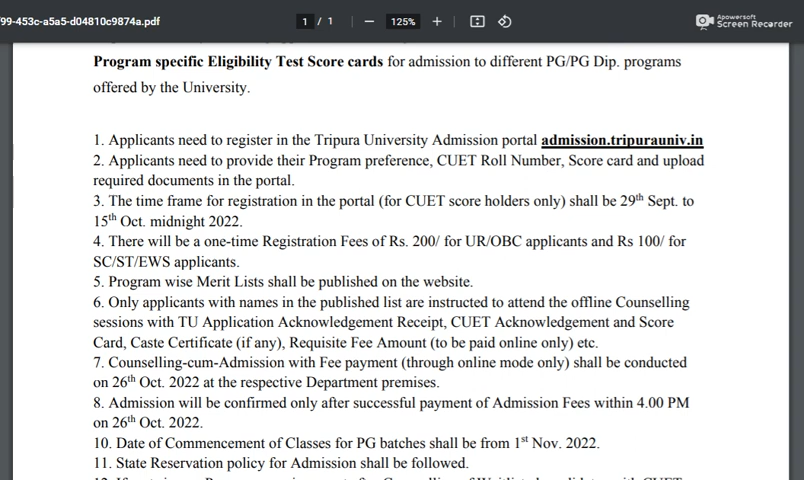 99-453c-a5a5-d04810c9874a.pdf
1 / 1
125%
Apowersoft
Screen Recorder
Program specific Eligibility Test Score cards for admission to different PG/PG Dip. programs
offered by the University.
1. Applicants need to register in the Tripura University Admission portal admission.tripurauniv.in
2. Applicants need to provide their Program preference, CUET Roll Number, Score card and upload
required documents in the portal.
3. The time frame for registration in the portal (for CUET score holders only) shall be 29th Sept. to
15th Oct. midnight 2022.
4. There will be a one-time Registration Fees of Rs. 200/ for UR/OBC applicants and Rs 100/ for
SC/ST/EWS applicants.
5. Program wise Merit Lists shall be published on the website.
6. Only applicants with names in the published list are instructed to attend the offline Counselling
sessions with TU Application Acknowledgement Receipt, CUET Acknowledgement and Score
Card, Caste Certificate (if any), Requisite Fee Amount (to be paid online only) etc.
7. Counselling-cum-Admission with Fee payment (through online mode only) shall be conducted
on 26th Oct. 2022 at the respective Department premises.
8. Admission will be confirmed only after successful payment of Admission Fees within 4.00 PM
on 26th Oct. 2022.
10. Date of Commencement of Classes for PG batches shall be from 1st Nov. 2022.
11. State Reservation policy for Admission shall be followed.